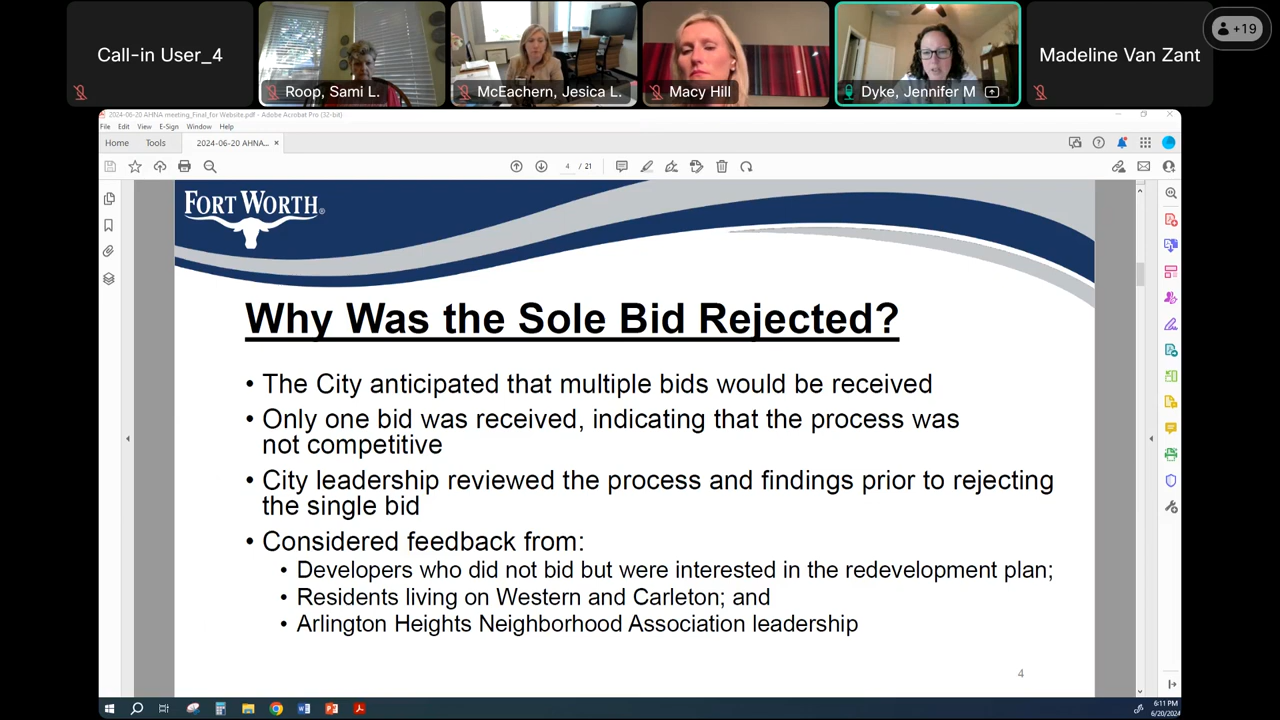 Call-in User_4
Roop, Sami L.
McEachern, Jesica L.
Macy Hill
Dyke, Jennifer M
Madeline Van Zant
+19
2024-06-20 AHNA meeting_Final_for Website.pdf - Adobe Acrobat Pro (32-bit)
File Edit View E-Sign Window Help
Home Tools 2024-06-20 AHNA... ×
4 / 21
FORT WORTH®
Why Was the Sole Bid Rejected?
• The City anticipated that multiple bids would be received
• Only one bid was received, indicating that the process was
not competitive
• City leadership reviewed the process and findings prior to rejecting
the single bid
• Considered feedback from:
• Developers who did not bid but were interested in the redevelopment plan;
• Residents living on Western and Carleton; and
• Arlington Heights Neighborhood Association leadership
4
6:11 PM
6/20/2024